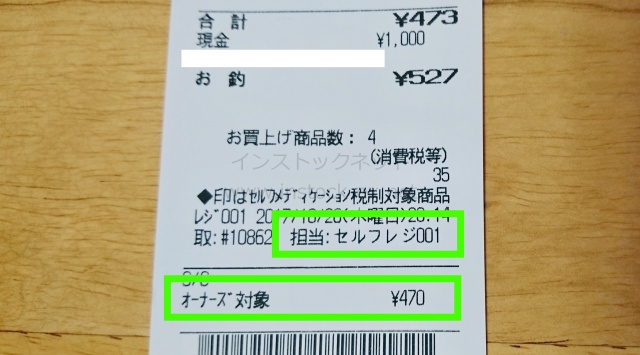 合計 ¥473
現金 ¥1,000
お釣 ¥527
お買上げ商品数: 4
(消費税等)
インストックネット
35
◆印はセルフメディケーション税制対象商品
レジ001
取:#10862 担当:セルフレジ001
オーナーズ対象 ¥470